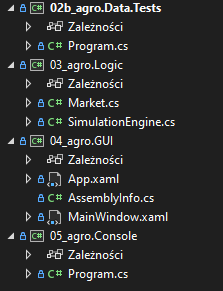 02b_agro.Data.Tests
Zależności
C# Program.cs
C# 03_agro.Logic
Zależności
C# Market.cs
C# SimulationEngine.cs
C# 04_agro.GUI
Zależności
App.xaml
C# AssemblyInfo.cs
MainWindow.xaml
C# 05_agro.Console
Zależności
C# Program.cs